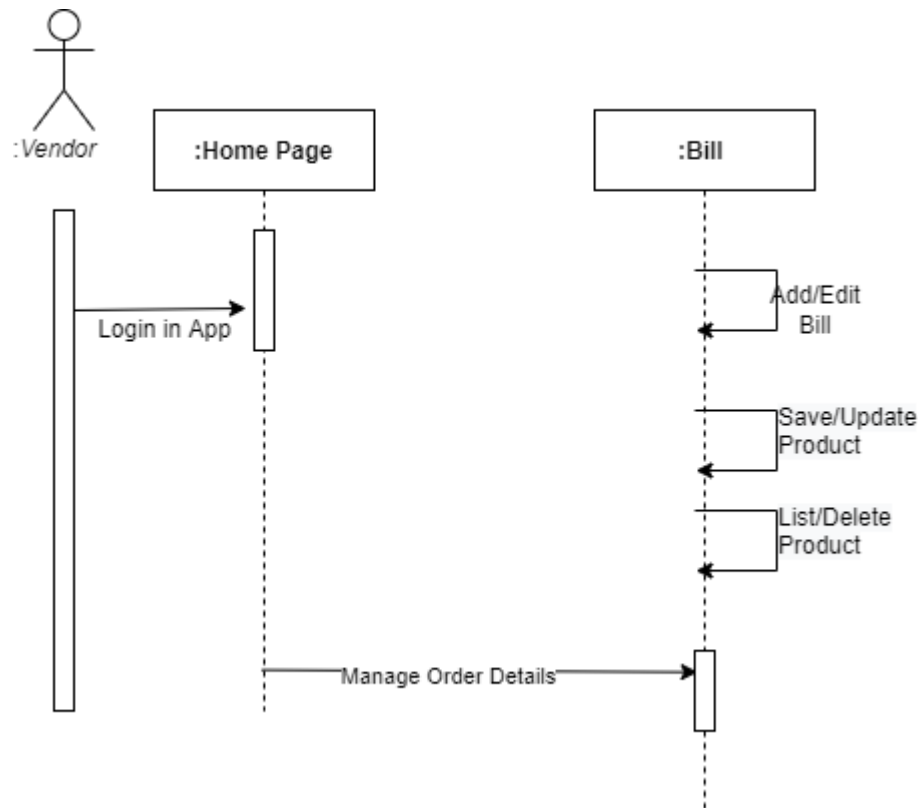 :Vendor
:Home Page
:Bill
Login in App
Add/Edit
Bill
Save/Update
Product
List/Delete
Product
Manage Order Details